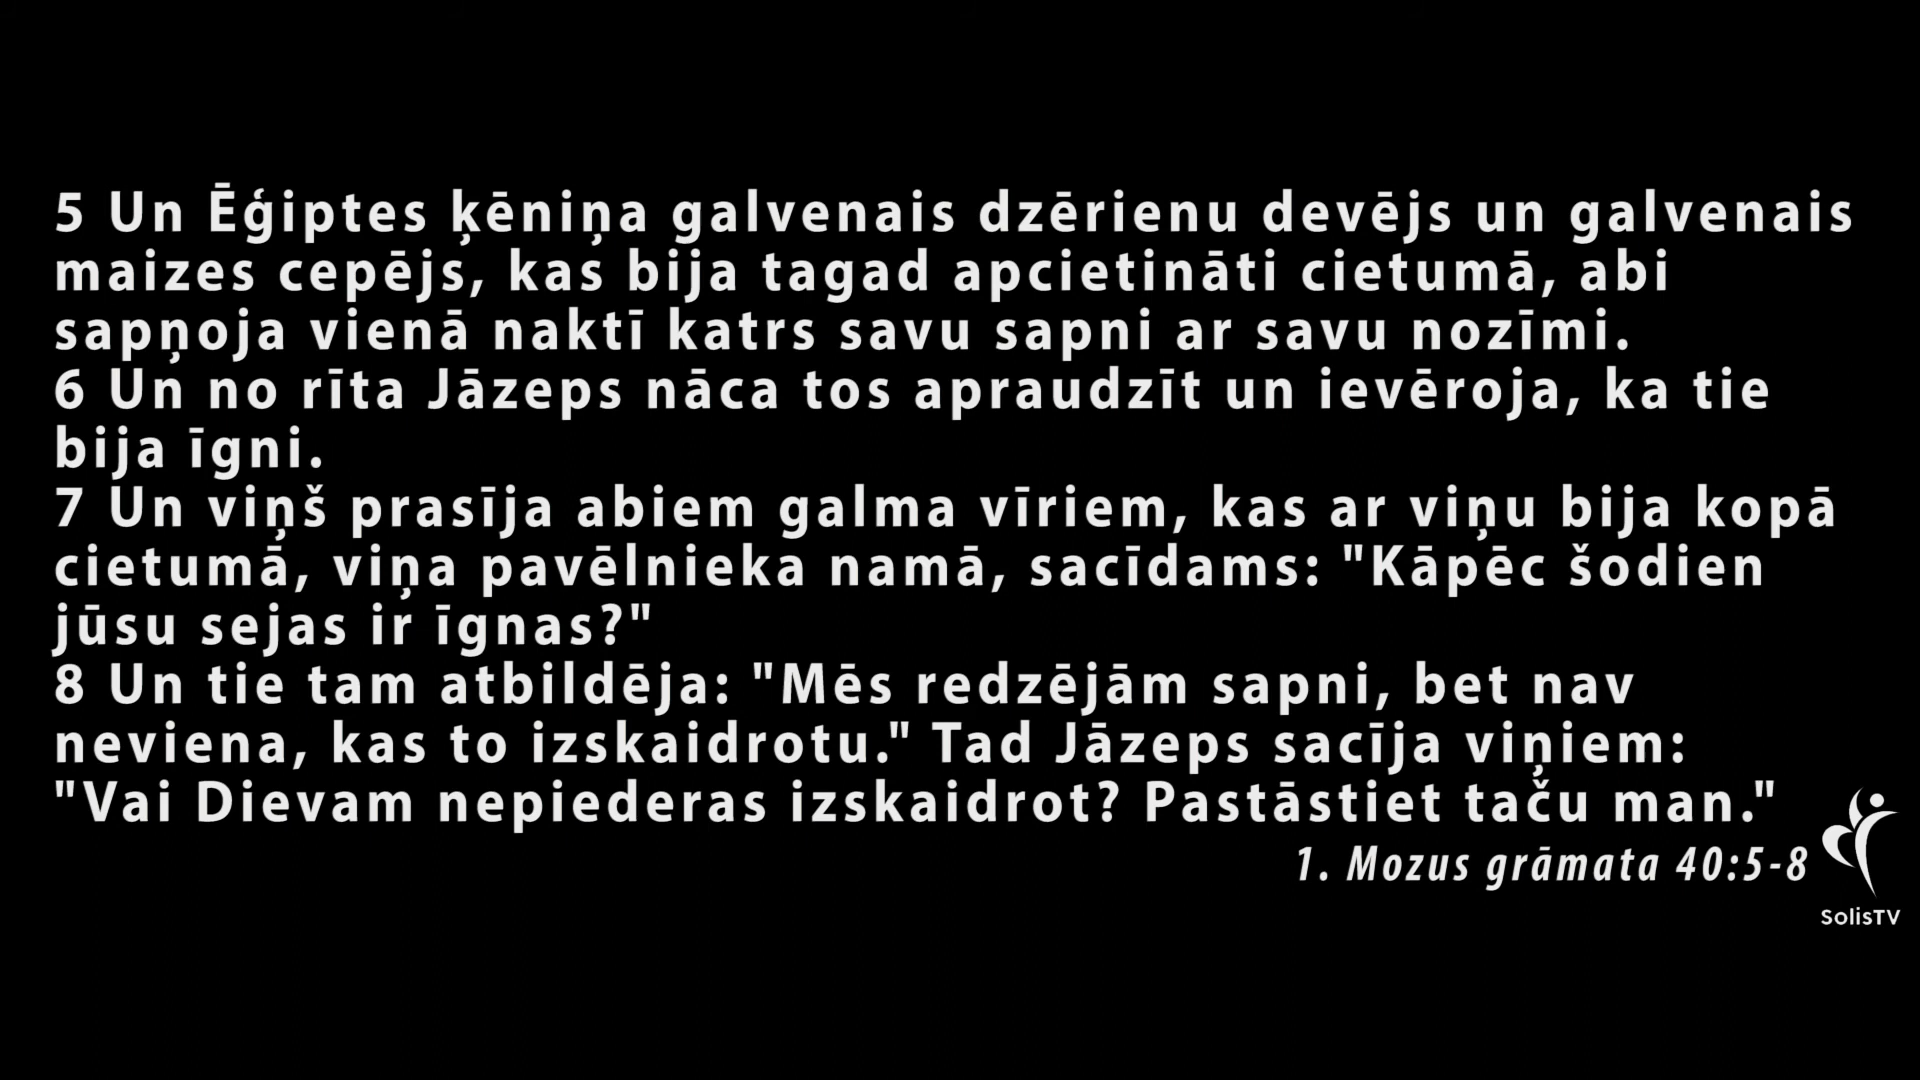 5 Un Ēģiptes ķēniņa galvenais dzērienu devējs un galvenais
maizes cepējs, kas bija tagad apcietināti cietumā, abi
sapņoja vienā naktī katrs savu sapni ar savu nozīmi.
6 Un no rīta Jāzeps nāca tos apraudzīt un ievēroja, ka tie
bija īgni.
7 Un viņš prasīja abiem galma vīriem, kas ar viņu bija kopā
cietumā, viņa pavēlnieka namā, sacīdams: "Kāpēc šodien
jūsu sejas ir īgnas?"
8 Un tie tam atbildēja: "Mēs redzējām sapni, bet nav
neviena, kas to izskaidrotu." Tad Jāzeps sacīja viņiem:
"Vai Dievam nepiederas izskaidrot? Pastāstiet taču man."
1. Mozus grāmata 40:5-8
SolisTV